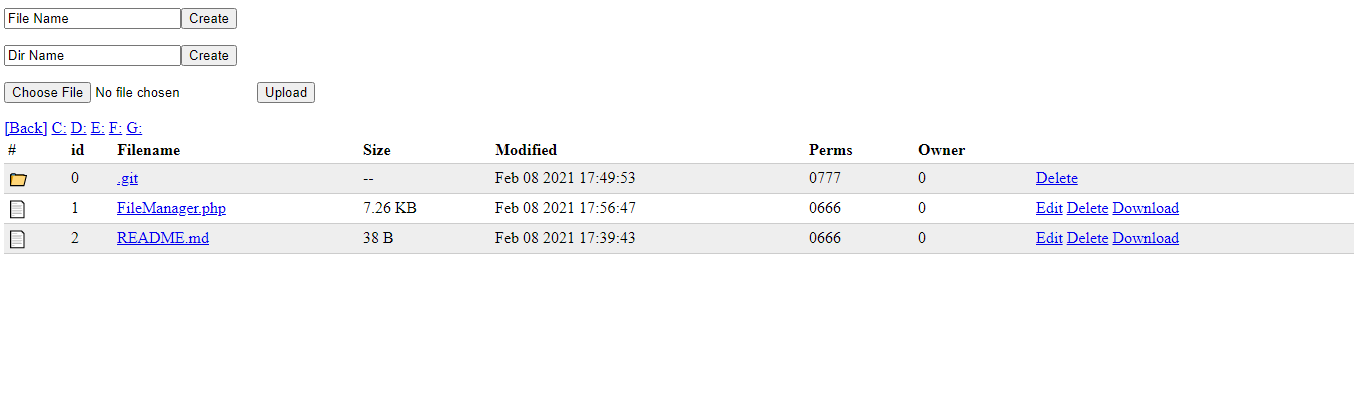 File Name Create
Dir Name Create
Choose File No file chosen Upload
[Back] C: D: E: F: G:
# id Filename Size Modified Perms Owner
0 .git -- Feb 08 2021 17:49:53 0777 0 Delete
1 FileManager.php 7.26 KB Feb 08 2021 17:56:47 0666 0 Edit Delete Download
2 README.md 38 B Feb 08 2021 17:39:43 0666 0 Edit Delete Download